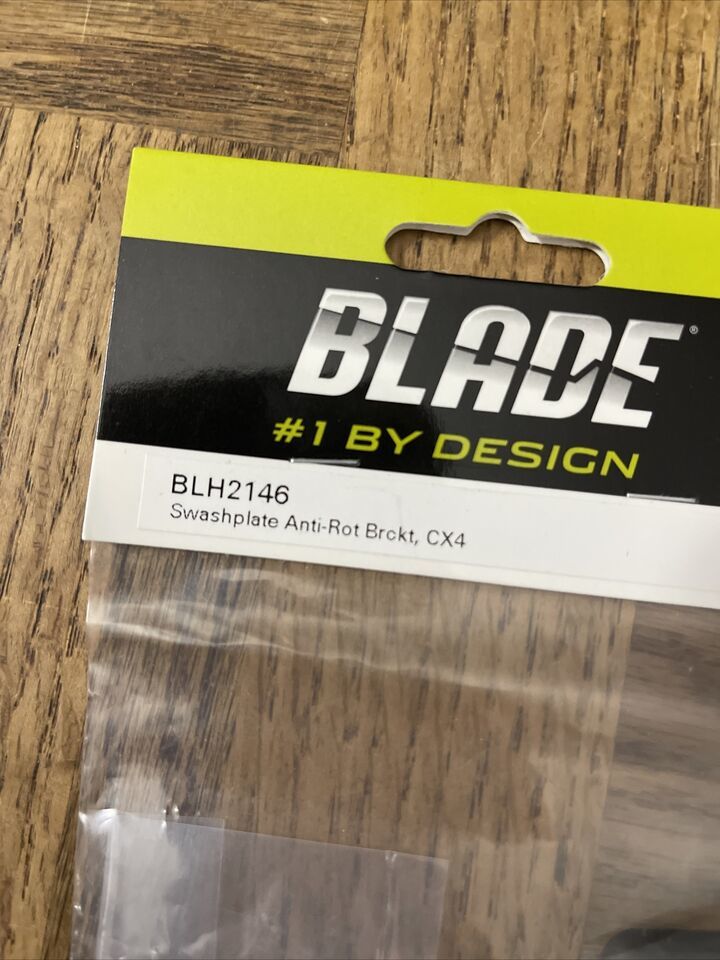 BLADE®
#1 BY DESIGN
BLH2146
Swashplate Anti-Rot Brckt, CX4